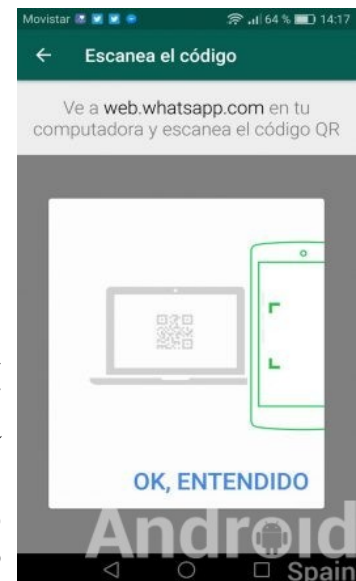 Movistar 64 % 14:17
Escanea el código
Ve a web.whatsapp.com en tu
computadora y escanea el código QR
OK, ENTENDIDO
Android
Spain